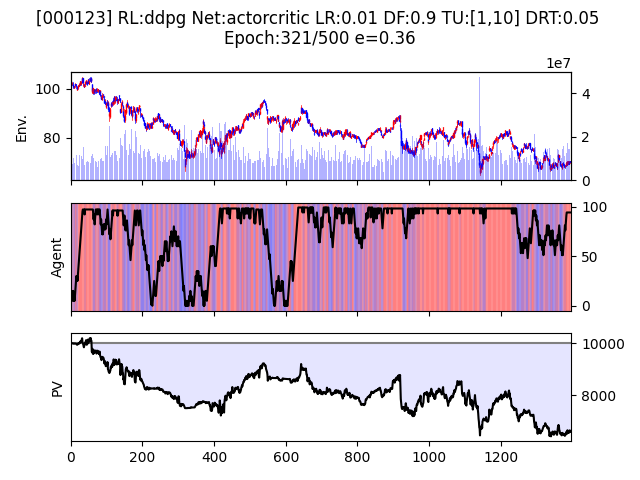 [000123] RL:ddpg Net:actorcritic LR:0.01 DF:0.9 TU:[1,10] DRT:0.05
Epoch:321/500 e=0.36
1e7
Env.
100
80
4
2
0
Agent
100
50
0
PV
10000
8000
0 200 400 600 800 1000 1200